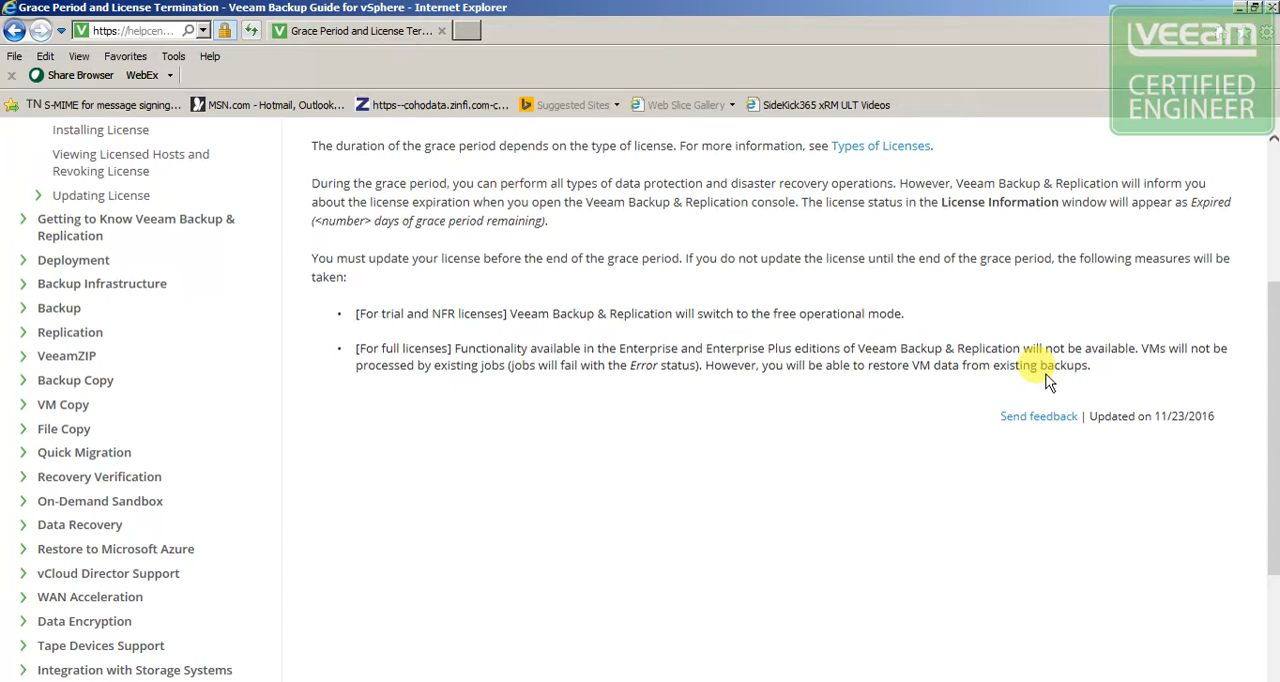 Grace Period and License Termination - Veeam Backup Guide for vSphere - Internet Explorer
https://helpcen...
Grace Period and License Ter...
File Edit View Favorites Tools Help
Share Browser WebEx
TN S-MIME for message signing... MSN.com - Hotmail, Outlook... https--cohodata.zinfi.com-c... Suggested Sites Web Slice Gallery SideKick365 xRM ULT Veeam
CERTIFIED
ENGINEER
Installing License
Viewing Licensed Hosts and
Revoking License
Updating License
Getting to Know Veeam Backup &
Replication
Deployment
Backup Infrastructure
Backup
Replication
VeeamZIP
Backup Copy
VM Copy
File Copy
Quick Migration
Recovery Verification
On-Demand Sandbox
Data Recovery
Restore to Microsoft Azure
vCloud Director Support
WAN Acceleration
Data Encryption
Tape Devices Support
Integration with Storage Systems
The duration of the grace period depends on the type of license. For more information, see Types of Licenses.
During the grace period, you can perform all types of data protection and disaster recovery operations. However, Veeam Backup & Replication will inform you
about the license expiration when you open the Veeam Backup & Replication console. The license status in the License Information window will appear as Expired
(<number> days of grace period remaining).
You must update your license before the end of the grace period. If you do not update the license until the end of the grace period, the following measures will be
taken:
• [For trial and NFR licenses] Veeam Backup & Replication will switch to the free operational mode.
• [For full licenses] Functionality available in the Enterprise and Enterprise Plus editions of Veeam Backup & Replication will not be available. VMs will not be
processed by existing jobs (jobs will fail with the Error status). However, you will be able to restore VM data from existing backups.
Send feedback | Updated on 11/23/2016